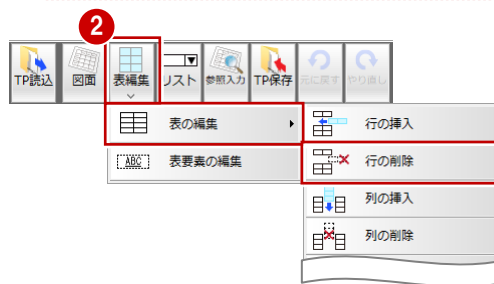 2
TP読込 図面 表編集 リスト 参照入力 TP保存 元に戻す やり直し
表の編集
ABC 表要素の編集
行の挿入
行の削除
列の挿入
列の削除